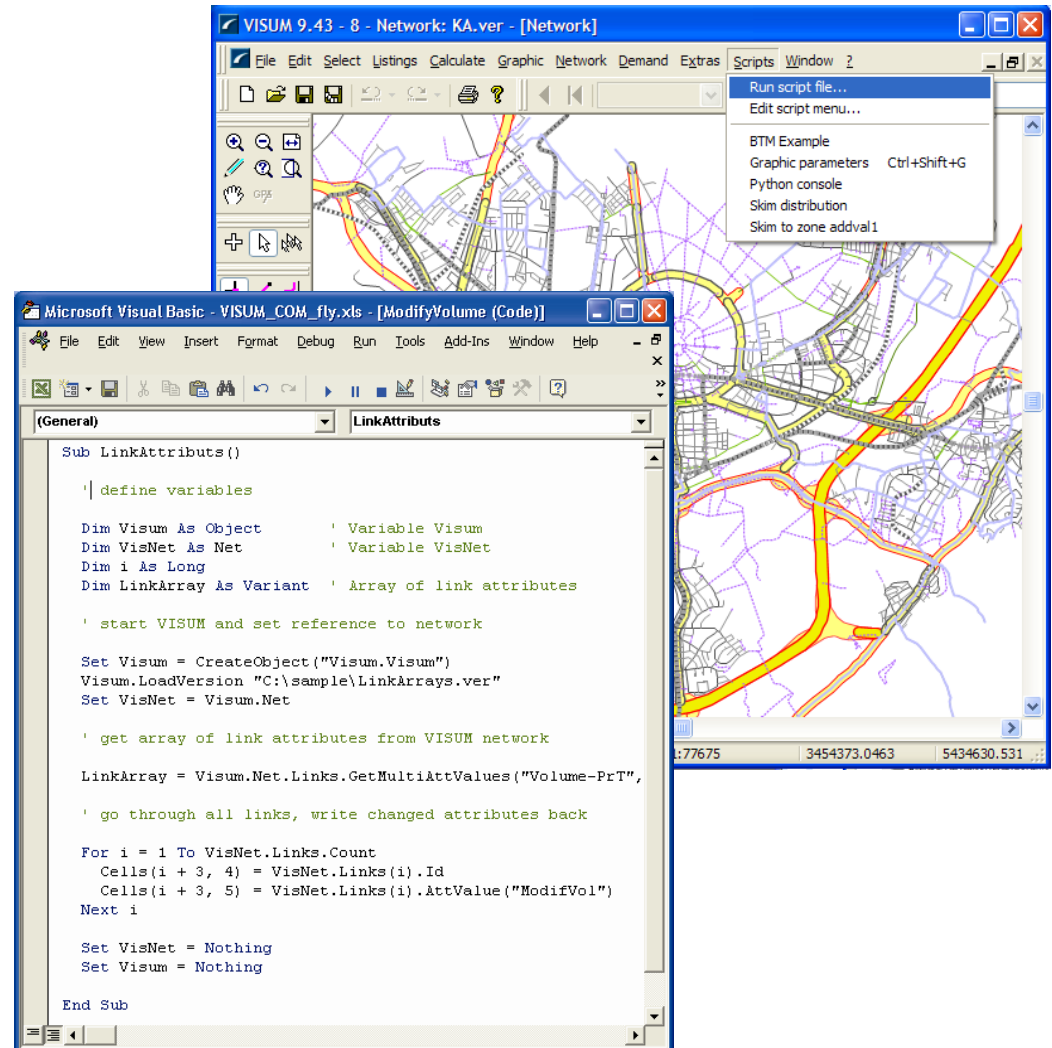 VISUM 9.43 - 8 - Network: KA.ver - [Network]
File Edit Select Listings Calculate Graphic Network Demand Extras Scripts Window ?
Run script file...
Edit script menu...
BTM Example
Graphic parameters Ctrl+Shift+G
Python console
Skim distribution
Skim to zone addval1
GPS
1:77675 3454373.0463 5434630.531
Microsoft Visual Basic - VISUM_COM_fly.xls - [ModifyVolume (Code)]
File Edit View Insert Format Debug Run Tools Add-Ins Window Help
(General) LinkAttributs
Sub LinkAttributs()
' define variables
Dim Visum As Object ' Variable Visum
Dim VisNet As Net ' Variable VisNet
Dim i As Long
Dim LinkArray As Variant ' Array of link attributes
' start VISUM and set reference to network
Set Visum = CreateObject("Visum.Visum")
Visum.LoadVersion "C:\sample\LinkArrays.ver"
Set VisNet = Visum.Net
' get array of link attributes from VISUM network
LinkArray = Visum.Net.Links.GetMultiAttValues("Volume-PrT",
' go through all links, write changed attributes back
For i = 1 To VisNet.Links.Count
Cells(i + 3, 4) = VisNet.Links(i).Id
Cells(i + 3, 5) = VisNet.Links(i).AttValue("ModifVol")
Next i
Set VisNet = Nothing
Set Visum = Nothing
End Sub